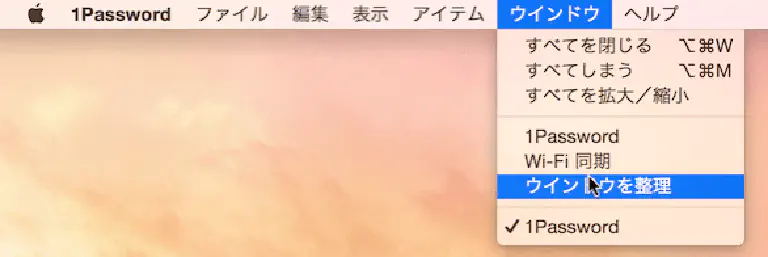 1Password ファイル 編集 表示 アイテム ウインドウ ヘルプ
すべてを閉じる ⌥⌘W
すべてしまう ⌥⌘M
すべてを拡大／縮小
1Password
Wi-Fi 同期
ウインドウを整理
✓ 1Password